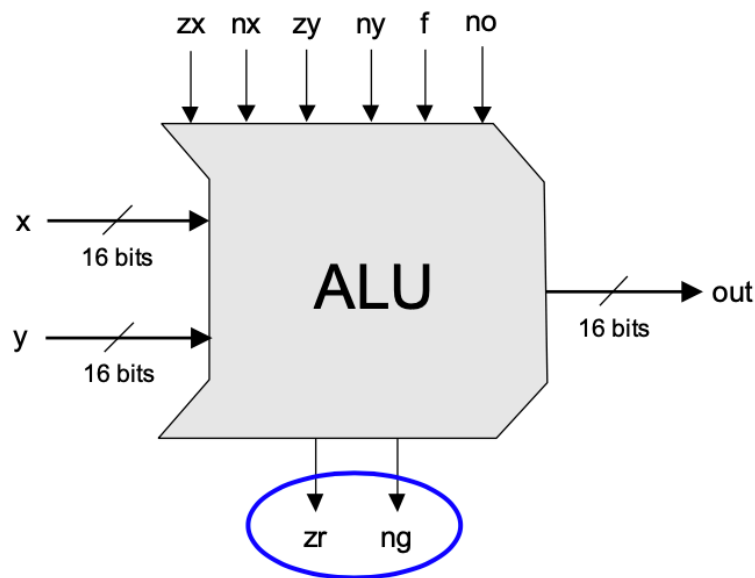 zx nx zy ny f no
x
16 bits
ALU
out
16 bits
y
16 bits
zr ng